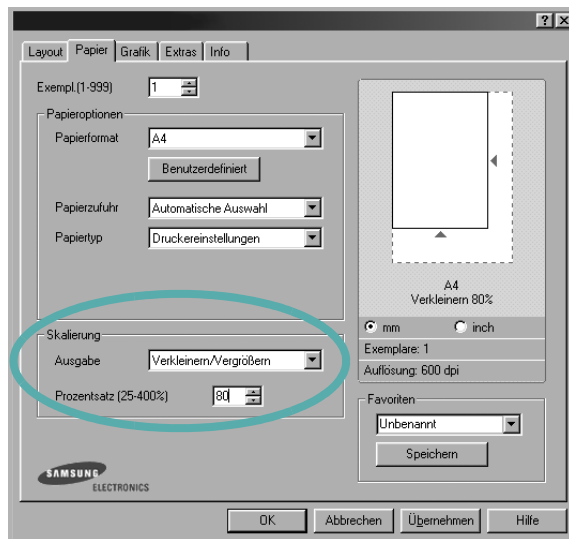 Layout Papier Grafik Extras Info
Exempl.(1-999) 1
Papieroptionen
Papierformat A4
Benutzerdefiniert
Papierzufuhr Automatische Auswahl
Papiertyp Druckereinstellungen
A4
Verkleinern 80%
mm inch
Exemplare: 1
Auflösung: 600 dpi
Skalierung
Ausgabe Verkleinern/Vergrößern
Prozentsatz (25-400%) 80
Favoriten
Unbenannt
Speichern
SAMSUNG
ELECTRONICS
OK Abbrechen Übernehmen Hilfe